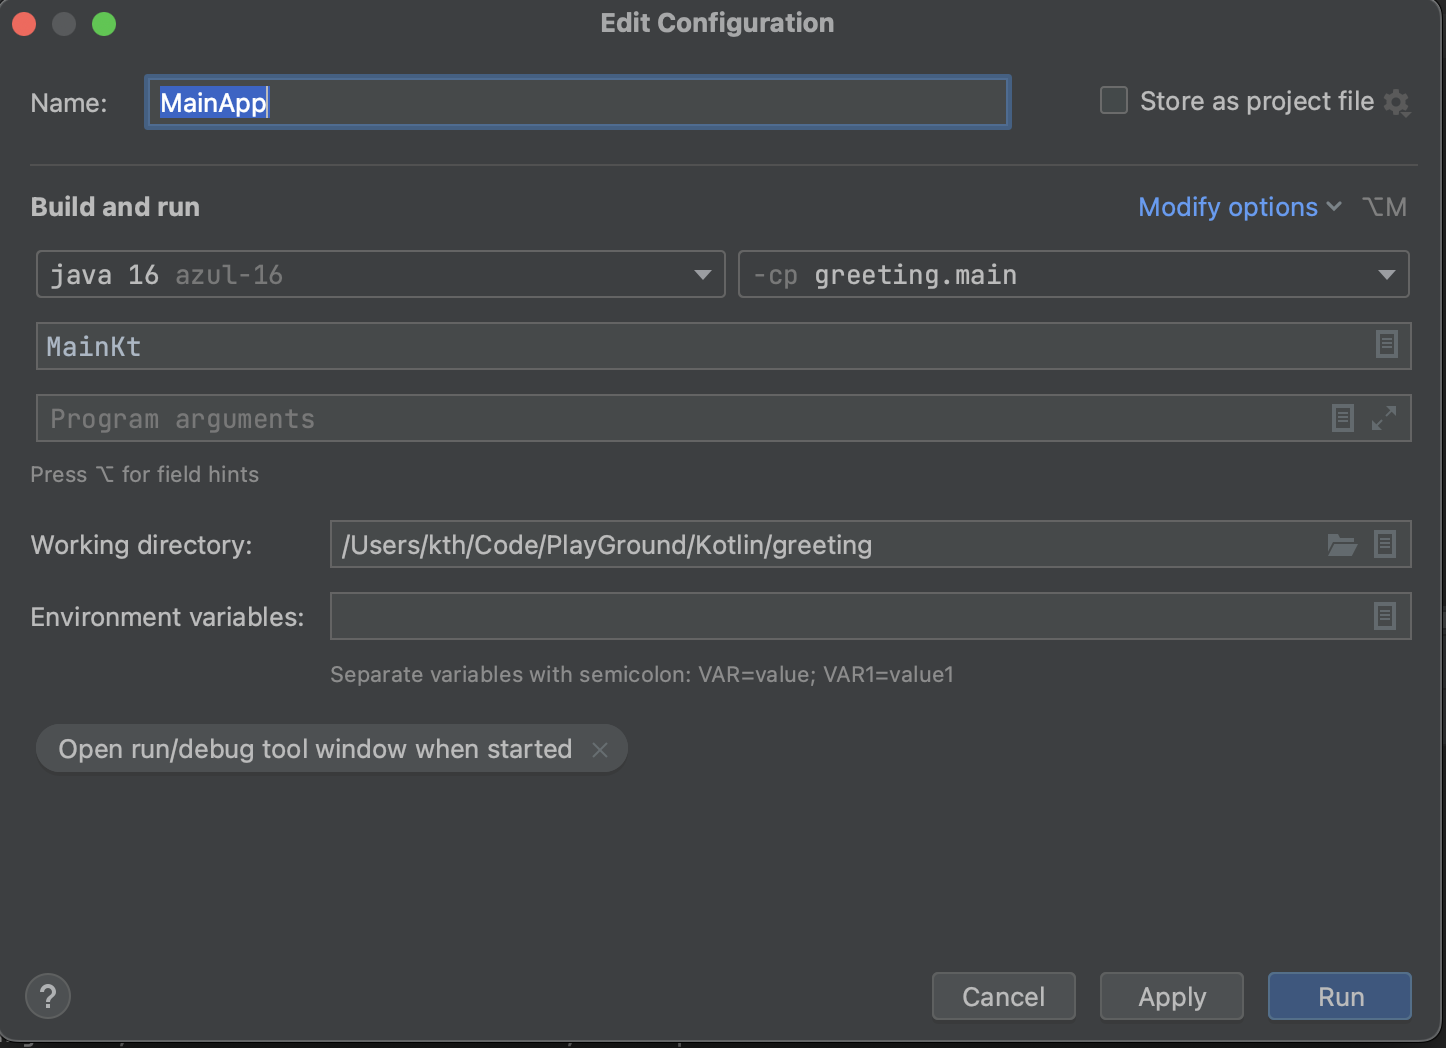 Edit Configuration
Name: MainApp Store as project file
Build and run Modify options ⌥M
java 16 azul-16 -cp greeting.main
MainKt
Program arguments
Press ⌥ for field hints
Working directory: /Users/kth/Code/PlayGround/Kotlin/greeting
Environment variables:
Separate variables with semicolon: VAR=value; VAR1=value1
Open run/debug tool window when started
? Cancel Apply Run